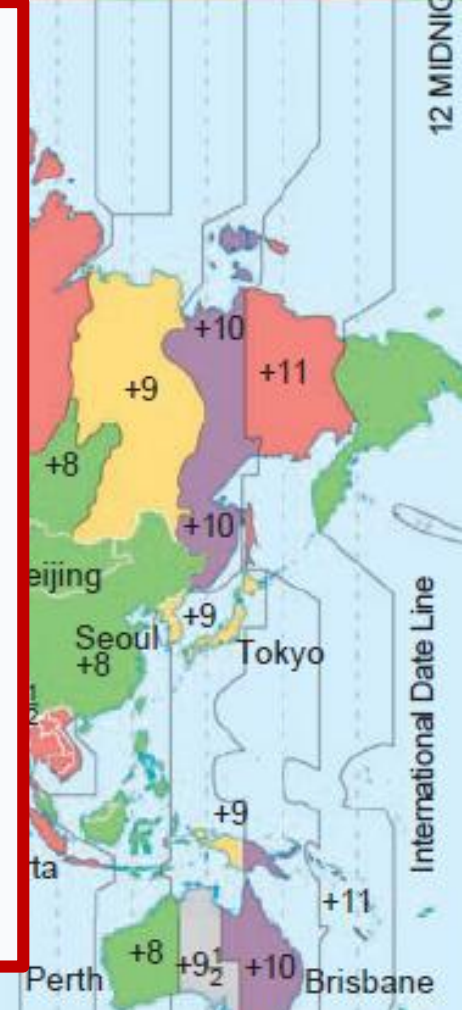 12 MIDNIG
+10
+11
+9
+8
+10
eijing
+9
Seoul
Tokyo
+8
International Date Line
+9
ta
+11
+8
+9½
+10
Perth
Brisbane